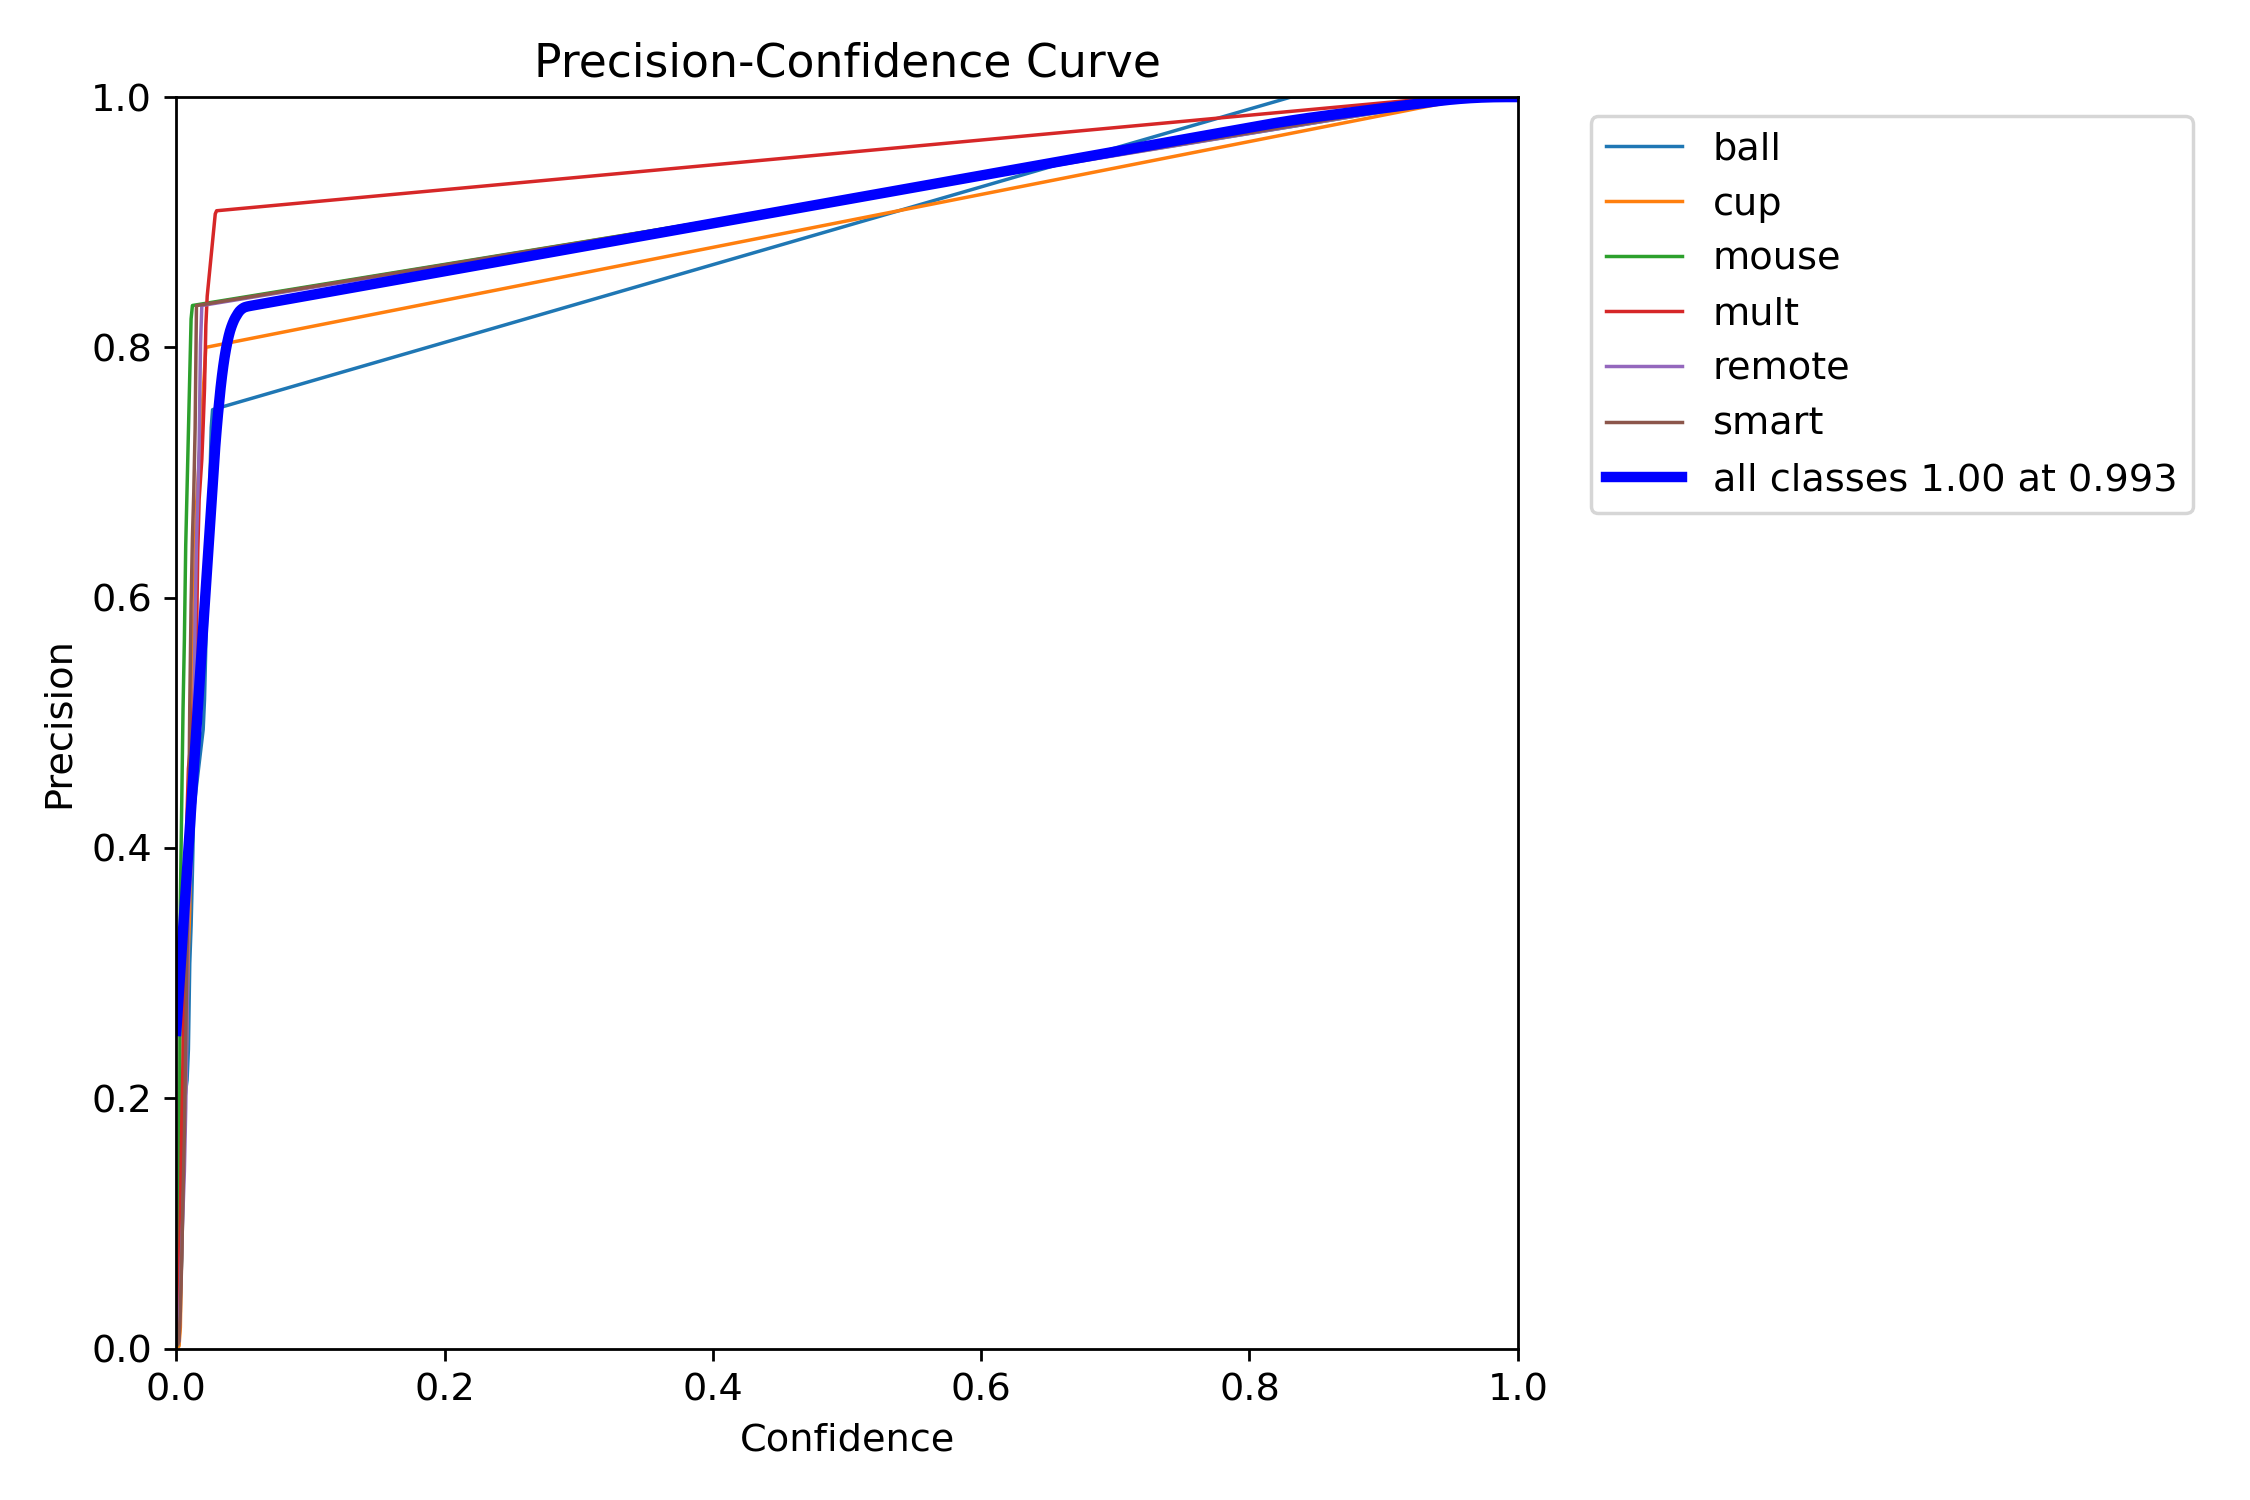 Precision-Confidence Curve
1.0
0.8
0.6
0.4
0.2
0.0
Precision
0.0 0.2 0.4 0.6 0.8 1.0
Confidence
ball
cup
mouse
mult
remote
smart
all classes 1.00 at 0.993